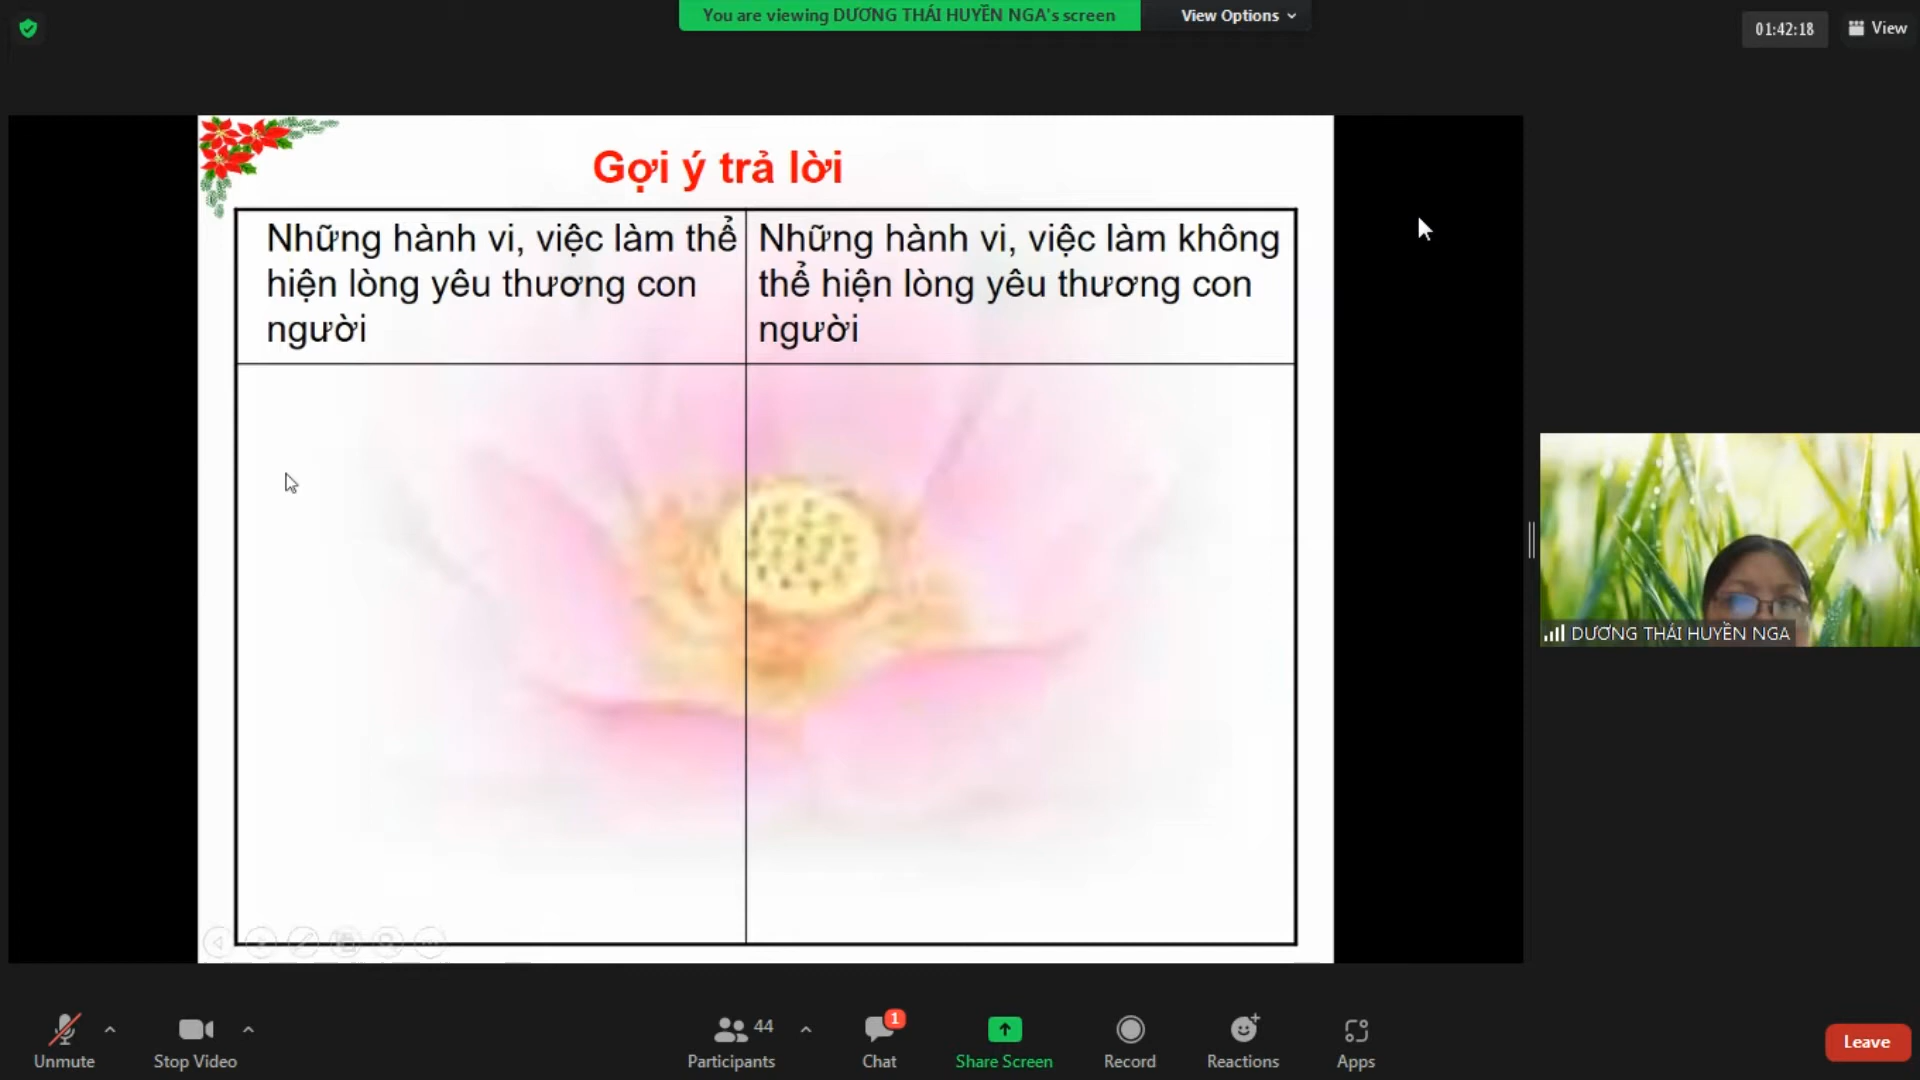 You are viewing DƯƠNG THÁI HUYỀN NGA's screen
View Options
01:42:18
View
Gợi ý trả lời
Những hành vi, việc làm thể
hiện lòng yêu thương con
người
Những hành vi, việc làm không
thể hiện lòng yêu thương con
người
DƯƠNG THÁI HUYỀN NGA
Unmute
Stop Video
44
Participants
1
Chat
Share Screen
Record
Reactions
Apps
Leave